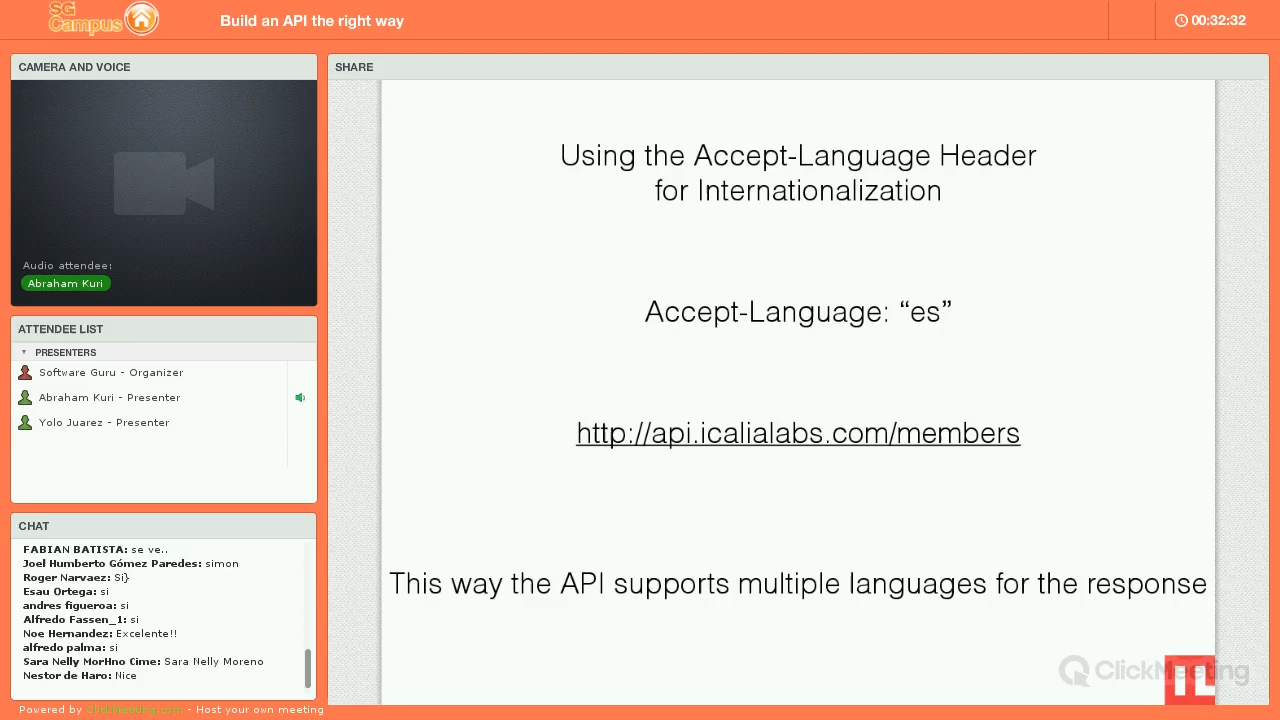 SG
Campus
Build an API the right way
00:32:32
CAMERA AND VOICE
Audio attendee:
Abraham Kuri
ATTENDEE LIST
PRESENTERS
Software Guru - Organizer
Abraham Kuri - Presenter
Yolo Juarez - Presenter
CHAT
FABIAN BATISTA: se ve..
Joel Humberto Gómez Paredes: simon
Roger Narvaez: Si}
Esau Ortega: si
andres figueroa: si
Alfredo Fassen_1: si
Noe Hernandez: Excelente!!
alfredo palma: si
Sara Nelly MorHno Cime: Sara Nelly Moreno
Nestor de Haro: Nice
Powered by ClickMeeting.com - Host your own meeting
SHARE
Using the Accept-Language Header
for Internationalization
Accept-Language: “es”
http://api.icalialabs.com/members
This way the API supports multiple languages for the response
ClickMeeting